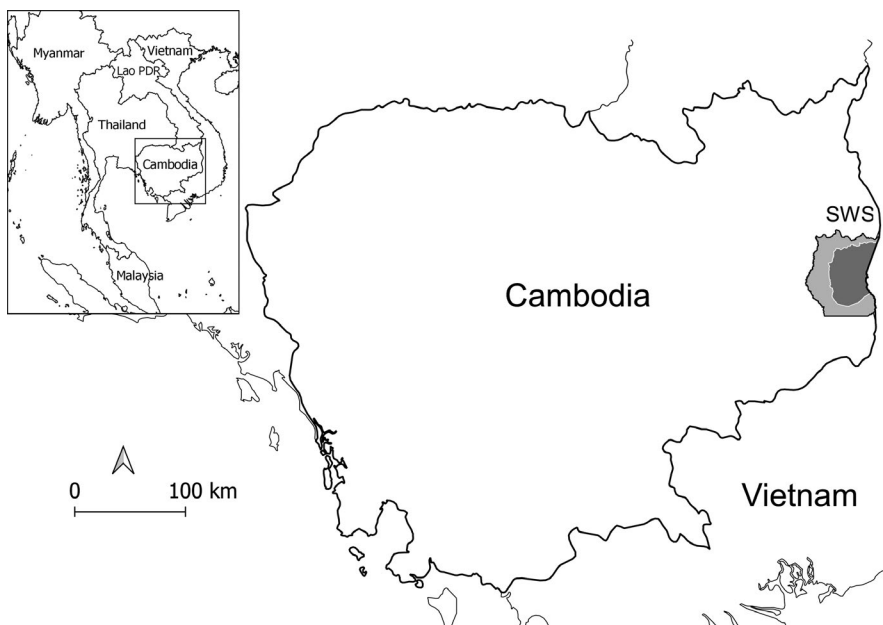 Myanmar
Vietnam
Lao PDR
Thailand
Cambodia
Malaysia
SWS
Cambodia
Vietnam
0 100 km